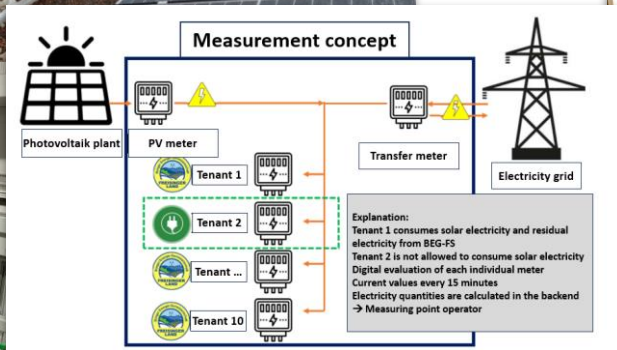 Measurement concept
Photovoltaik plant
PV meter
Transfer meter
Electricity grid
Tenant 1
Tenant 2
Tenant ...
Tenant 10
Explanation:
Tenant 1 consumes solar electricity and residual
electricity from BEG-FS
Tenant 2 is not allowed to consume solar electricity
Digital evaluation of each individual meter
Current values every 15 minutes
Electricity quantities are calculated in the backend
→ Measuring point operator